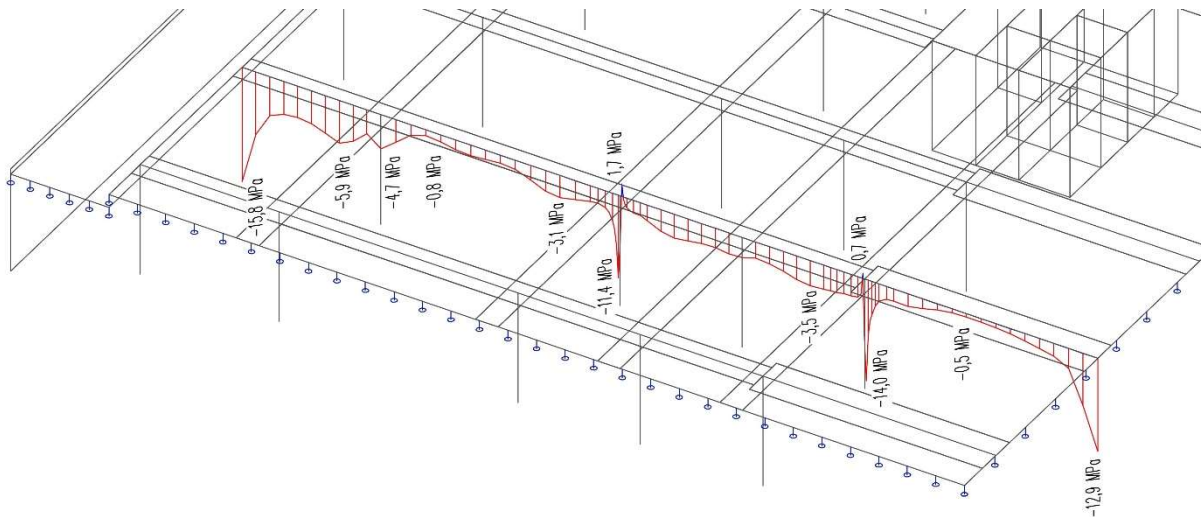 -15,8 MPa
-5,9 MPa
-4,7 MPa
-0,8 MPa
-3,1 MPa
-11,4 MPa
1,7 MPa
-3,5 MPa
0,7 MPa
-14,0 MPa
-0,5 MPa
-12,9 MPa